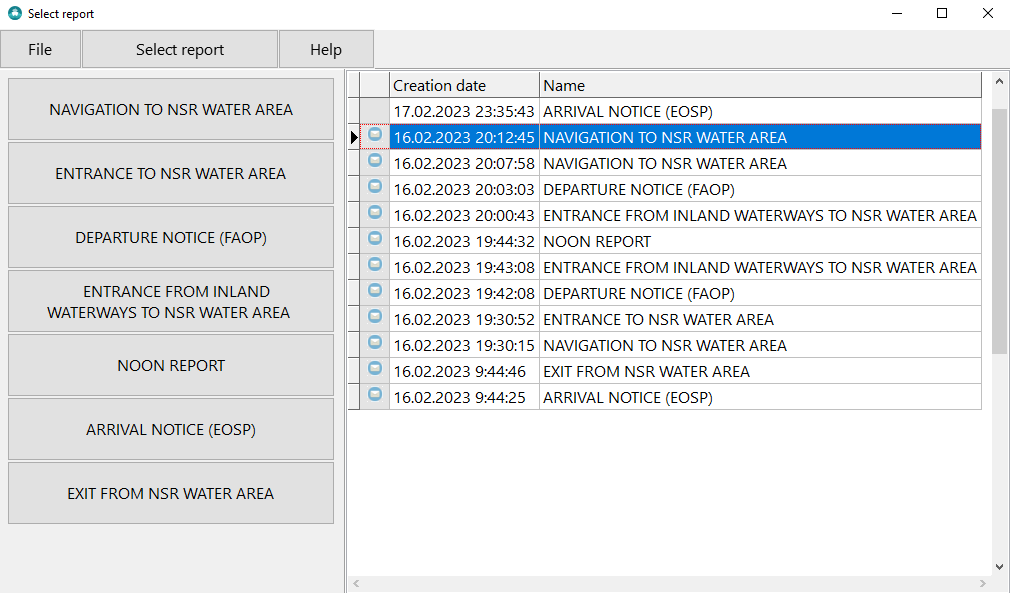 Select report
File Select report Help
NAVIGATION TO NSR WATER AREA
ENTRANCE TO NSR WATER AREA
DEPARTURE NOTICE (FAOP)
ENTRANCE FROM INLAND
WATERWAYS TO NSR WATER AREA
NOON REPORT
ARRIVAL NOTICE (EOSP)
EXIT FROM NSR WATER AREA
Creation date Name
17.02.2023 23:35:43 ARRIVAL NOTICE (EOSP)
16.02.2023 20:12:45 NAVIGATION TO NSR WATER AREA
16.02.2023 20:07:58 NAVIGATION TO NSR WATER AREA
16.02.2023 20:03:03 DEPARTURE NOTICE (FAOP)
16.02.2023 20:00:43 ENTRANCE FROM INLAND WATERWAYS TO NSR WATER AREA
16.02.2023 19:44:32 NOON REPORT
16.02.2023 19:43:08 ENTRANCE FROM INLAND WATERWAYS TO NSR WATER AREA
16.02.2023 19:42:08 DEPARTURE NOTICE (FAOP)
16.02.2023 19:30:52 ENTRANCE TO NSR WATER AREA
16.02.2023 19:30:15 NAVIGATION TO NSR WATER AREA
16.02.2023 9:44:46 EXIT FROM NSR WATER AREA
16.02.2023 9:44:25 ARRIVAL NOTICE (EOSP)